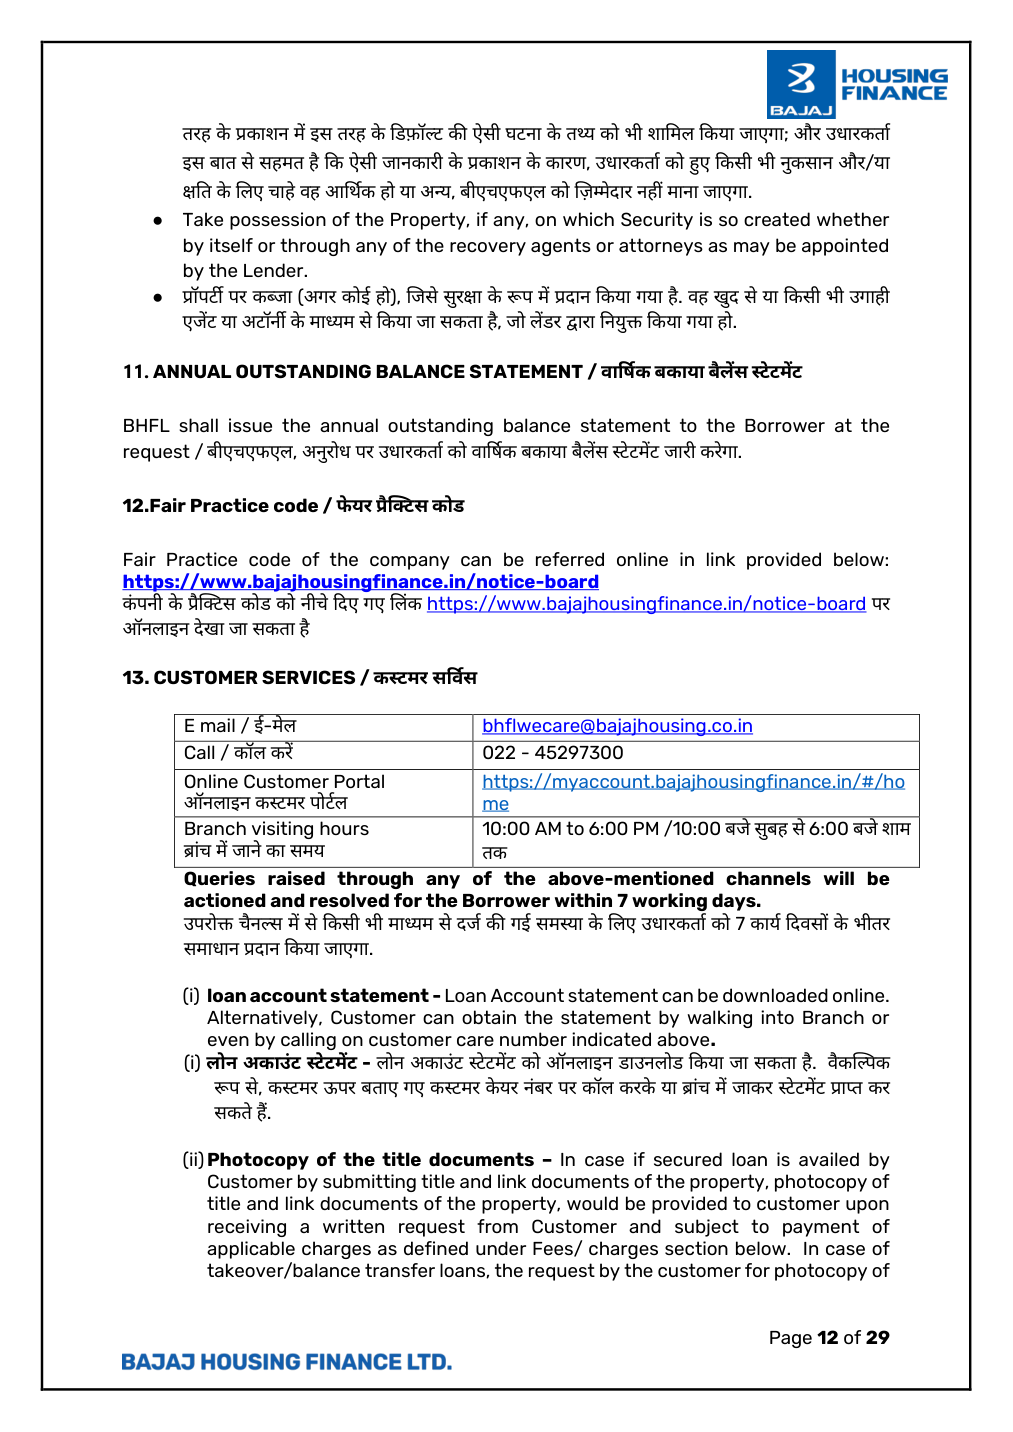 BAJAJ
HOUSING
FINANCE
तरह के प्रकाशन में इस तरह के डिफ़ॉल्ट की ऐसी घटना के तथ्य को भी शामिल किया जाएगा; और उधारकर्ता
इस बात से सहमत है कि ऐसी जानकारी के प्रकाशन के कारण, उधारकर्ता को हुए किसी भी नुकसान और/या
क्षति के लिए चाहे वह आर्थिक हो या अन्य, बीएचएफएल को ज़िम्मेदार नहीं माना जाएगा.
● Take possession of the Property, if any, on which Security is so created whether
by itself or through any of the recovery agents or attorneys as may be appointed
by the Lender.
● प्रॉपर्टी पर कब्जा (अगर कोई हो), जिसे सुरक्षा के रूप में प्रदान किया गया है. वह खुद से या किसी भी उगाही
एजेंट या अटॉर्नी के माध्यम से किया जा सकता है, जो लेंडर द्वारा नियुक्त किया गया हो.
11. ANNUAL OUTSTANDING BALANCE STATEMENT / वार्षिक बकाया बैलेंस स्टेटमेंट
BHFL shall issue the annual outstanding balance statement to the Borrower at the
request / बीएचएफएल, अनुरोध पर उधारकर्ता को वार्षिक बकाया बैलेंस स्टेटमेंट जारी करेगा.
12.Fair Practice code / फेयर प्रैक्टिस कोड
Fair Practice code of the company can be referred online in link provided below:
https://www.bajajhousingfinance.in/notice-board
कंपनी के प्रैक्टिस कोड को नीचे दिए गए लिंक https://www.bajajhousingfinance.in/notice-board पर
ऑनलाइन देखा जा सकता है
13. CUSTOMER SERVICES / कस्टमर सर्विस
E mail / ई-मेल bhflwecare@bajajhousing.co.in
Call / कॉल करें 022 - 45297300
Online Customer Portal https://myaccount.bajajhousingfinance.in/#/ho
ऑनलाइन कस्टमर पोर्टल me
Branch visiting hours 10:00 AM to 6:00 PM /10:00 बजे सुबह से 6:00 बजे शाम
ब्रांच में जाने का समय तक
Queries raised through any of the above-mentioned channels will be
actioned and resolved for the Borrower within 7 working days.
उपरोक्त चैनल्स में से किसी भी माध्यम से दर्ज की गई समस्या के लिए उधारकर्ता को 7 कार्य दिवसों के भीतर
समाधान प्रदान किया जाएगा.
(i) loan account statement - Loan Account statement can be downloaded online.
Alternatively, Customer can obtain the statement by walking into Branch or
even by calling on customer care number indicated above.
(i) लोन अकाउंट स्टेटमेंट - लोन अकाउंट स्टेटमेंट को ऑनलाइन डाउनलोड किया जा सकता है. वैकल्पिक
रूप से, कस्टमर ऊपर बताए गए कस्टमर केयर नंबर पर कॉल करके या ब्रांच में जाकर स्टेटमेंट प्राप्त कर
सकते हैं.
(ii) Photocopy of the title documents – In case if secured loan is availed by
Customer by submitting title and link documents of the property, photocopy of
title and link documents of the property, would be provided to customer upon
receiving a written request from Customer and subject to payment of
applicable charges as defined under Fees/ charges section below. In case of
takeover/balance transfer loans, the request by the customer for photocopy of
Page 12 of 29
BAJAJ HOUSING FINANCE LTD.